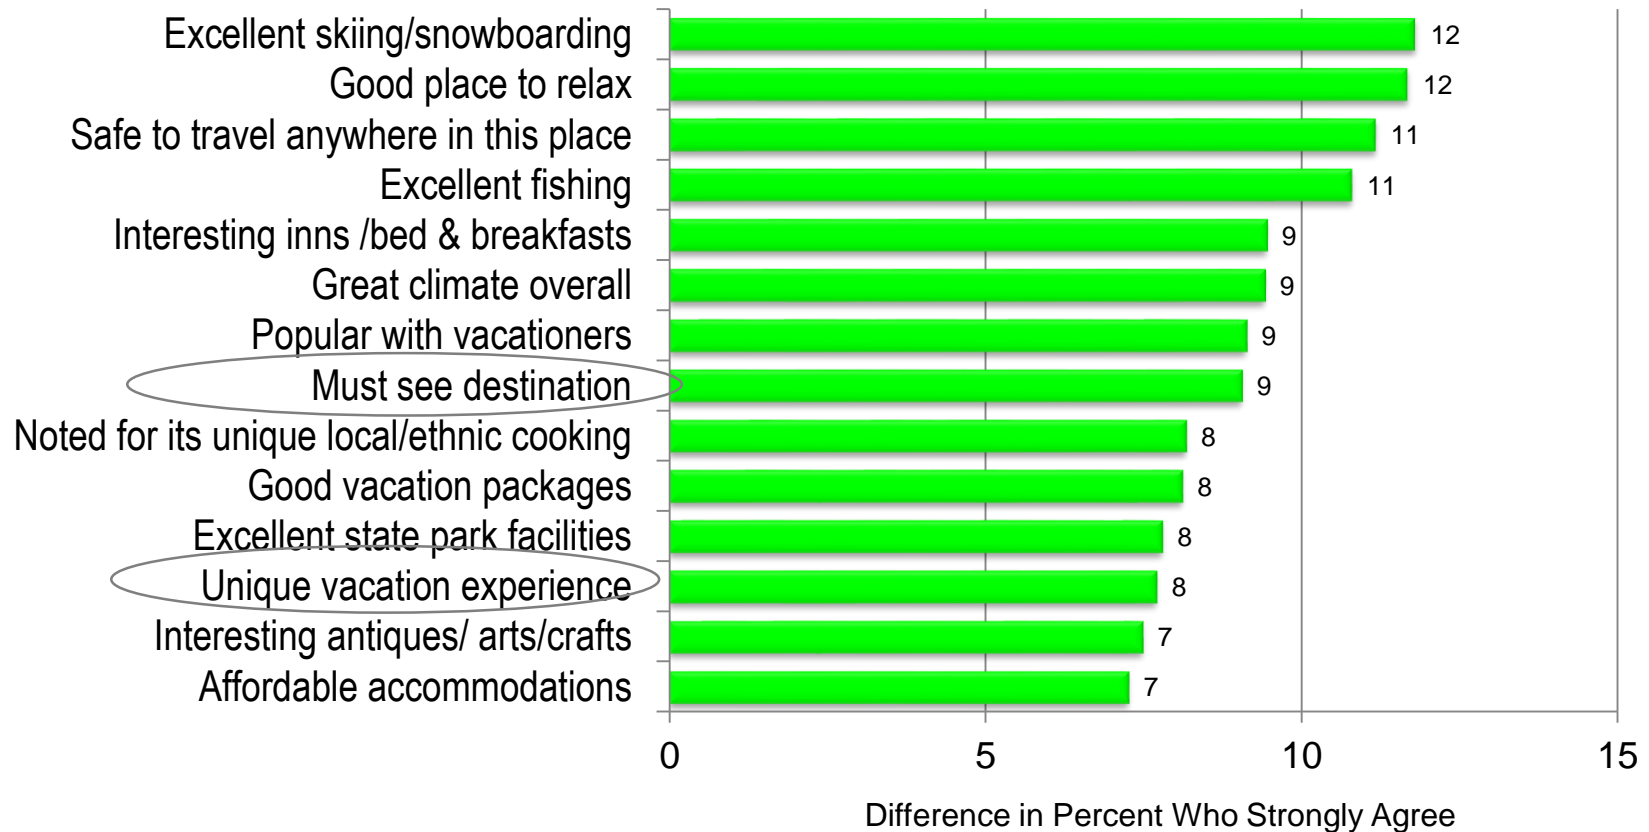 Excellent skiing/snowboarding 12
Good place to relax 12
Safe to travel anywhere in this place 11
Excellent fishing 11
Interesting inns /bed & breakfasts 9
Great climate overall 9
Popular with vacationers 9
Must see destination 9
Noted for its unique local/ethnic cooking 8
Good vacation packages 8
Excellent state park facilities 8
Unique vacation experience 8
Interesting antiques/ arts/crafts 7
Affordable accommodations 7
0 5 10 15
Difference in Percent Who Strongly Agree